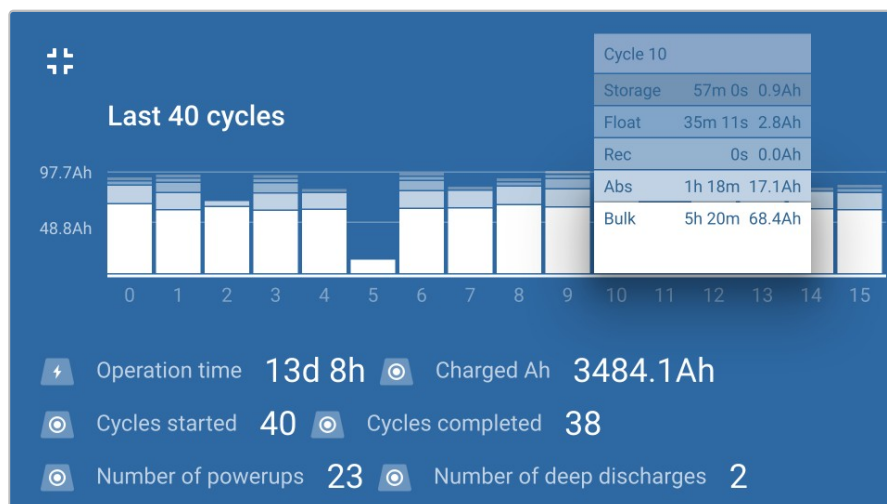 Cycle 10
Storage 57m 0s 0.9Ah
Float 35m 11s 2.8Ah
Rec 0s 0.0Ah
Abs 1h 18m 17.1Ah
Bulk 5h 20m 68.4Ah
Last 40 cycles
97.7Ah
48.8Ah
0 1 2 3 4 5 6 7 8 9 10 11 12 13 14 15
Operation time 13d 8h Charged Ah 3484.1Ah
Cycles started 40 Cycles completed 38
Number of powerups 23 Number of deep discharges 2